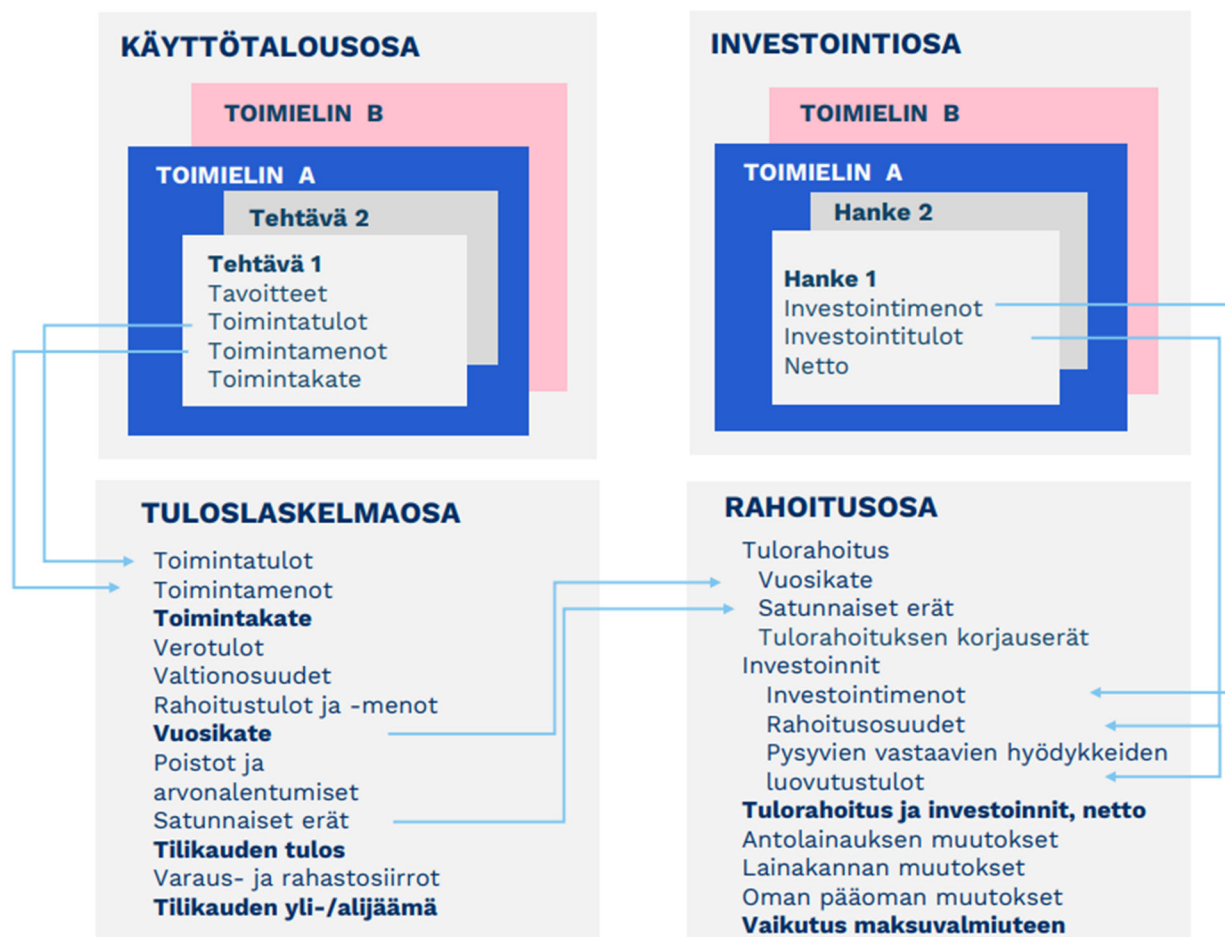 KÄYTTÖTALOUSOSA
TOIMIELIN B
TOIMIELIN A
Tehtävä 2
Tehtävä 1
Tavoitteet
Toimintatulot
Toimintamenot
Toimintakate
INVESTOINTIOSA
TOIMIELIN B
TOIMIELIN A
Hanke 2
Hanke 1
Investointimenot
Investointitulot
Netto
TULOSLASKELMAOSA
Toimintatulot
Toimintamenot
Toimintakate
Verotulot
Valtionosuudet
Rahoitustulot ja -menot
Vuosikate
Poistot ja
arvonalentumiset
Satunnaiset erät
Tilikauden tulos
Varaus- ja rahastosiirrot
Tilikauden yli-/alijäämä
RAHOITUSOSA
Tulorahoitus
Vuosikate
Satunnaiset erät
Tulorahoituksen korjauserät
Investoinnit
Investointimenot
Rahoitusosuudet
Pysyvien vastaavien hyödykkeiden
luovutustulot
Tulorahoitus ja investoinnit, netto
Antolainauksen muutokset
Lainakannan muutokset
Oman pääoman muutokset
Vaikutus maksuvalmiuteen